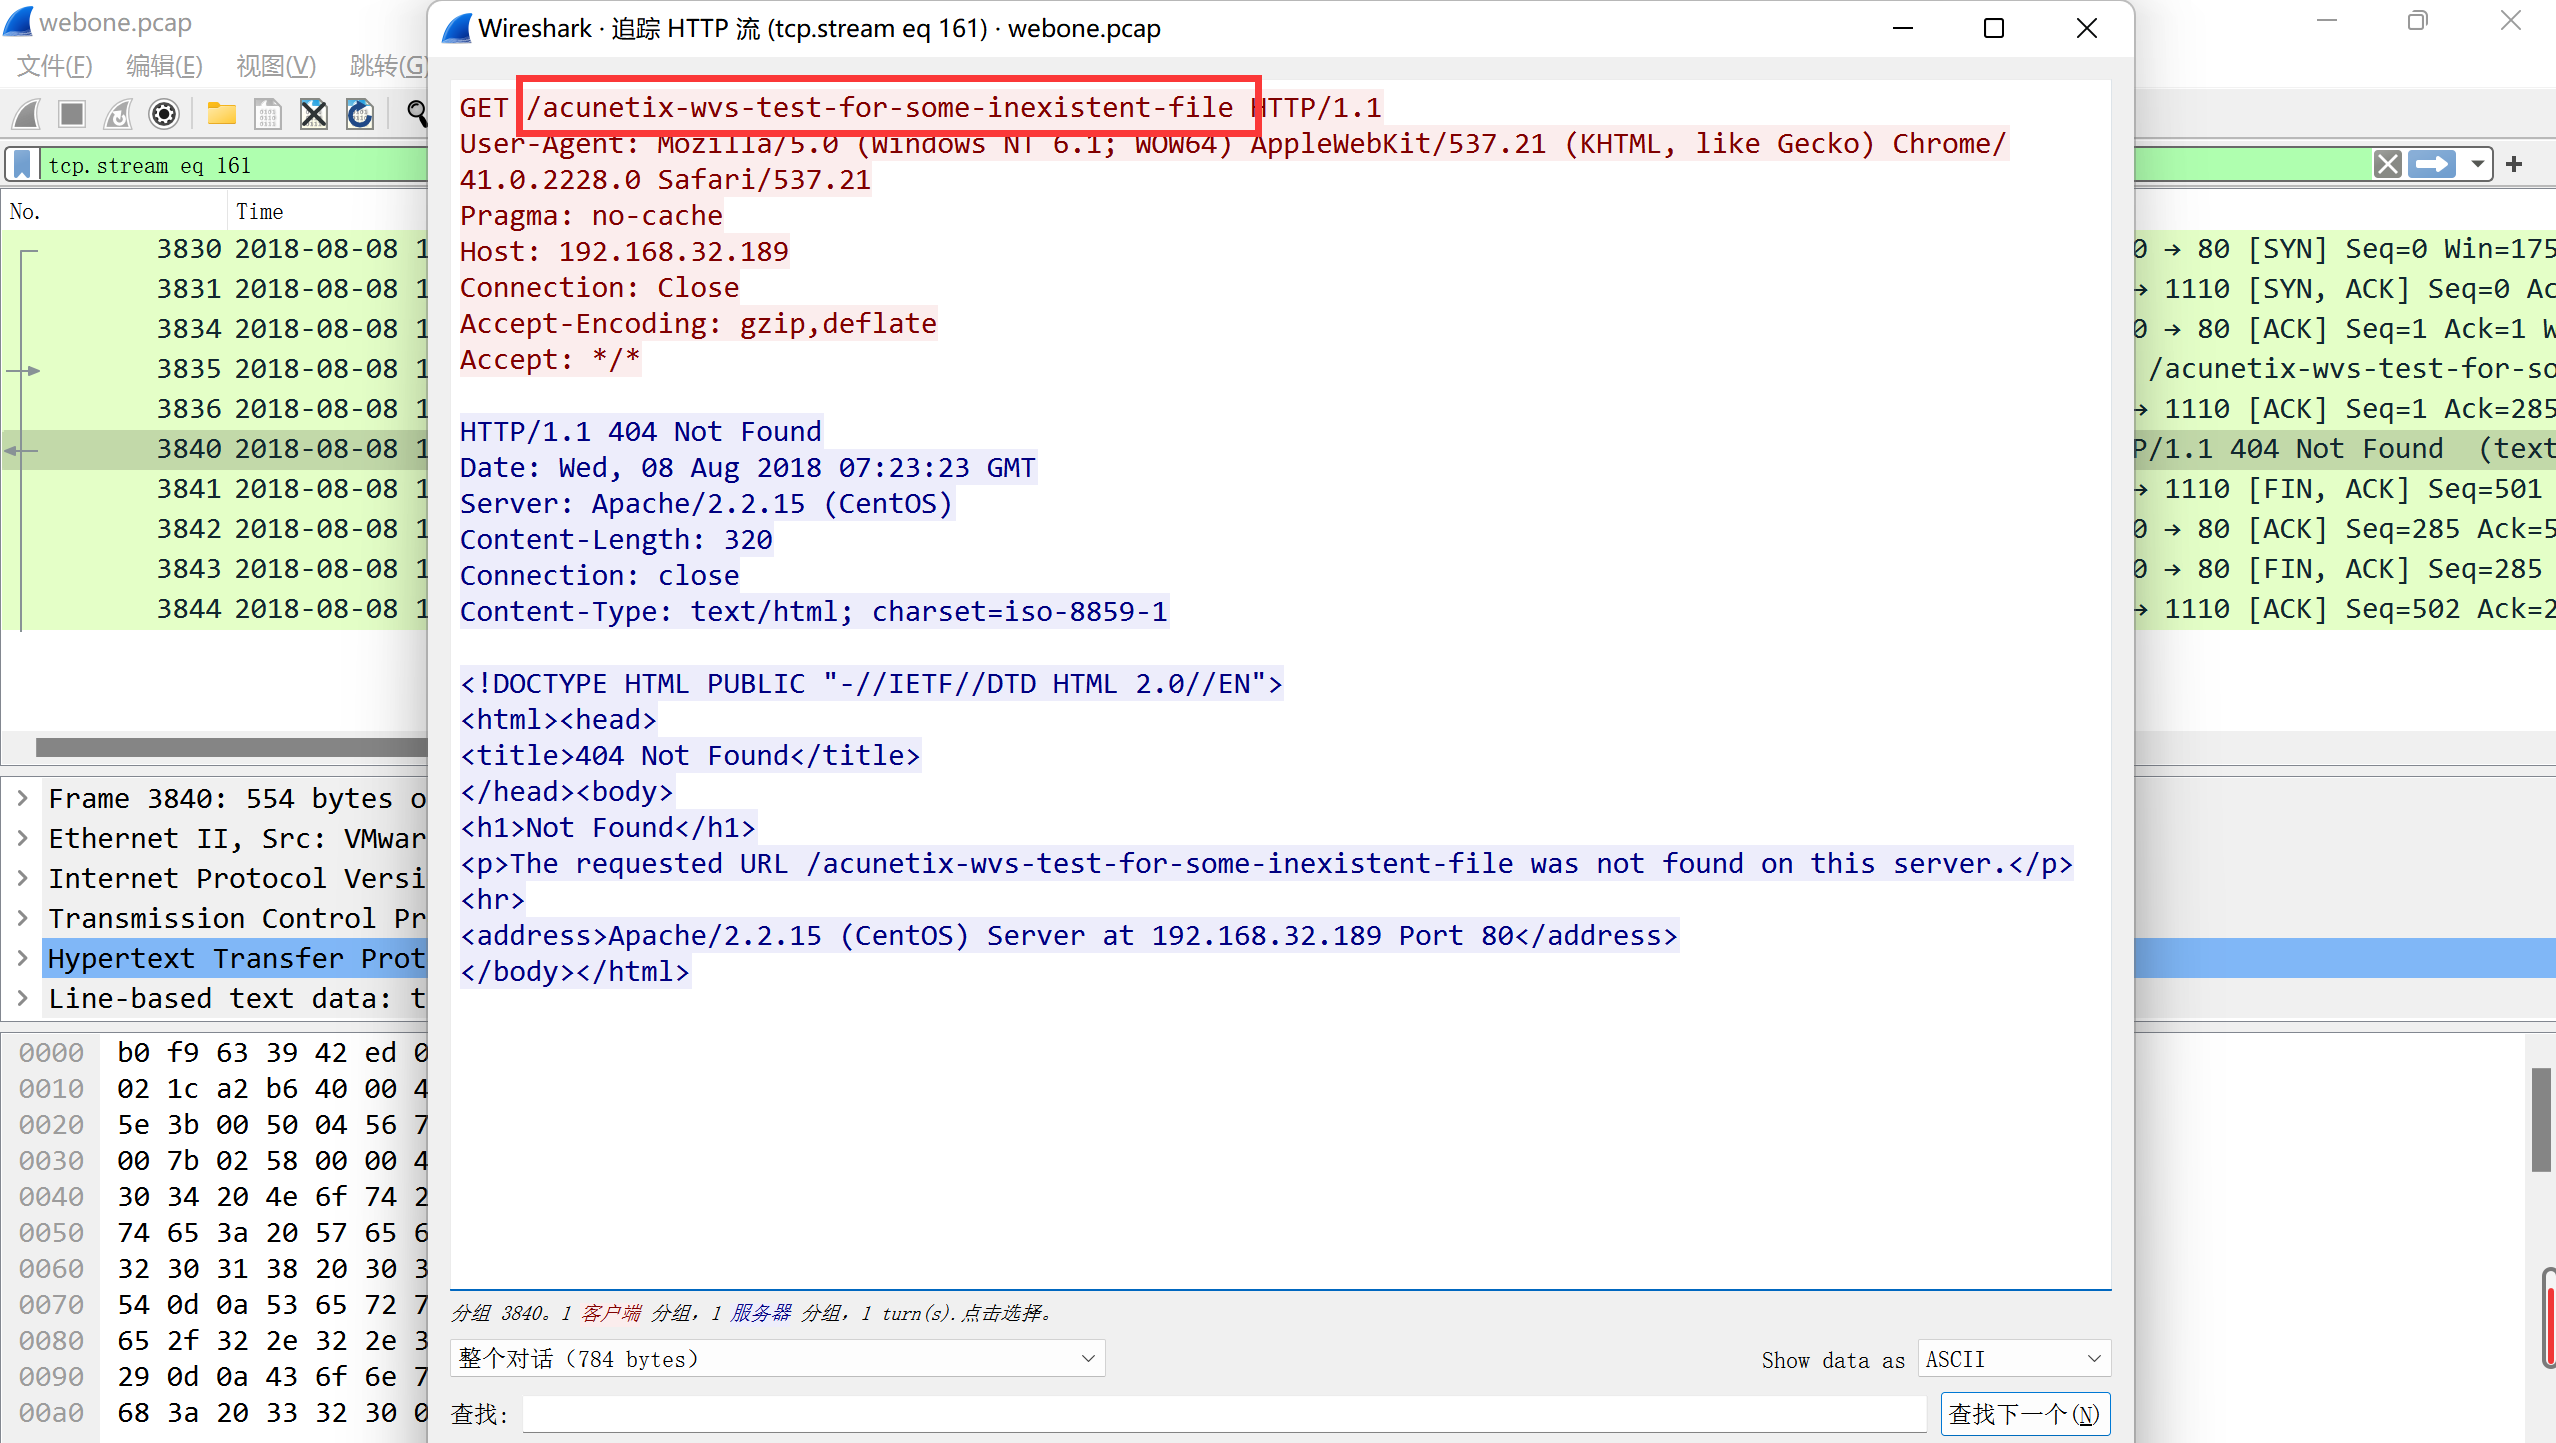 webone.pcap
Wireshark · 追踪 HTTP 流 (tcp.stream eq 161) · webone.pcap
文件(F) 编辑(E) 视图(V) 跳转(G)
tcp.stream eq 161
No. Time
3830 2018-08-08 1
3831 2018-08-08 1
3834 2018-08-08 1
3835 2018-08-08 1
3836 2018-08-08 1
3840 2018-08-08 1
3841 2018-08-08 1
3842 2018-08-08 1
3843 2018-08-08 1
3844 2018-08-08 1
Frame 3840: 554 bytes o
Ethernet II, Src: VMwar
Internet Protocol Versi
Transmission Control Pr
Hypertext Transfer Prot
Line-based text data: t
0000 b0 f9 63 39 42 ed 0
0010 02 1c a2 b6 40 00 4
0020 5e 3b 00 50 04 56 7
0030 00 7b 02 58 00 00 4
0040 30 34 20 4e 6f 74 2
0050 74 65 3a 20 57 65 6
0060 32 30 31 38 20 30 3
0070 54 0d 0a 53 65 72 7
0080 65 2f 32 2e 32 2e 3
0090 29 0d 0a 43 6f 6e 7
00a0 68 3a 20 33 32 30 0
GET /acunetix-wvs-test-for-some-inexistent-file HTTP/1.1
User-Agent: Mozilla/5.0 (Windows NT 6.1; WOW64) AppleWebKit/537.21 (KHTML, like Gecko) Chrome/
41.0.2228.0 Safari/537.21
Pragma: no-cache
Host: 192.168.32.189
Connection: Close
Accept-Encoding: gzip,deflate
Accept: */*
HTTP/1.1 404 Not Found
Date: Wed, 08 Aug 2018 07:23:23 GMT
Server: Apache/2.2.15 (CentOS)
Content-Length: 320
Connection: close
Content-Type: text/html; charset=iso-8859-1
<!DOCTYPE HTML PUBLIC "-//IETF//DTD HTML 2.0//EN">
<html><head>
<title>404 Not Found</title>
</head><body>
<h1>Not Found</h1>
<p>The requested URL /acunetix-wvs-test-for-some-inexistent-file was not found on this server.</p>
<hr>
<address>Apache/2.2.15 (CentOS) Server at 192.168.32.189 Port 80</address>
</body></html>
分组 3840。1 客户端 分组，1 服务器 分组，1 turn(s).点击选择。
整个对话（784 bytes）
Show data as ASCII
查找:
查找下一个(N)
0 → 80 [SYN] Seq=0 Win=175
→ 1110 [SYN, ACK] Seq=0 Ac
0 → 80 [ACK] Seq=1 Ack=1 W
/acunetix-wvs-test-for-so
→ 1110 [ACK] Seq=1 Ack=285
P/1.1 404 Not Found (text
→ 1110 [FIN, ACK] Seq=501
0 → 80 [ACK] Seq=285 Ack=5
0 → 80 [FIN, ACK] Seq=285
→ 1110 [ACK] Seq=502 Ack=2